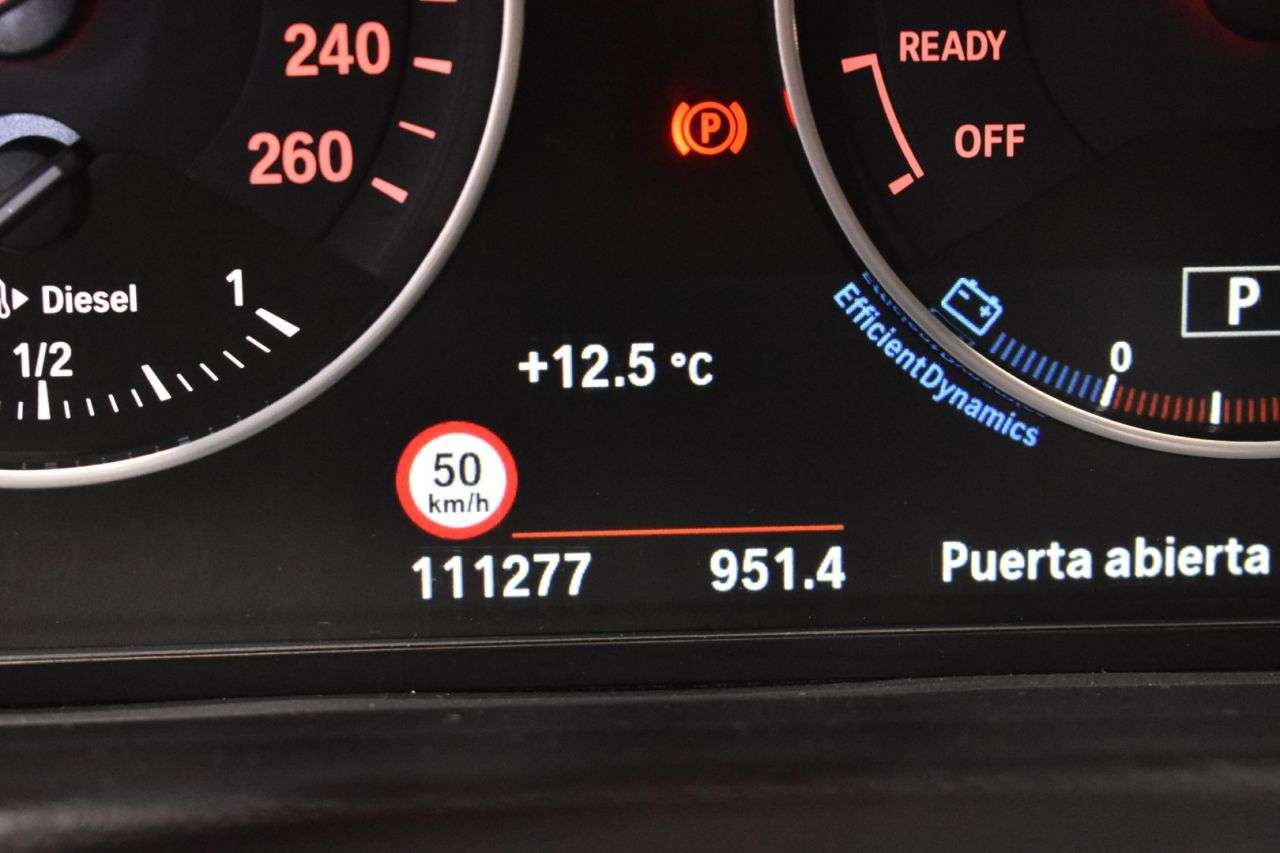 240
260
Diesel
1/2
1
P
READY
OFF
P
0
EfficientDynamics
+12.5 °C
50
km/h
111277
951.4
Puerta abierta